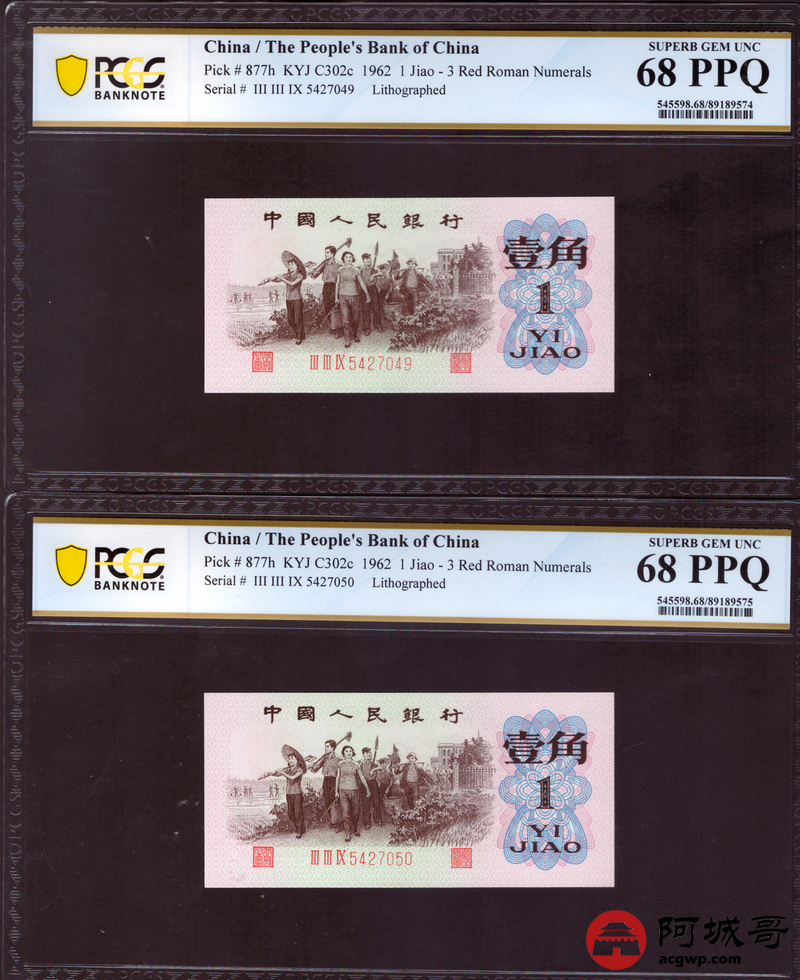 China / The People's Bank of China
Pick # 877h KYJ C302c 1962 1 Jiao - 3 Red Roman Numerals
Serial # III III IX 5427049 Lithographed
PCGS
BANKNOTE
SUPERB GEM UNC
68 PPQ
545598.68/89189574
中國人民銀行
壹角
1
YI
JIAO
III III IX 5427049
PCGS
China / The People's Bank of China
Pick # 877h KYJ C302c 1962 1 Jiao - 3 Red Roman Numerals
Serial # III III IX 5427050 Lithographed
PCGS
BANKNOTE
SUPERB GEM UNC
68 PPQ
545598.68/89189575
中國人民銀行
壹角
1
YI
JIAO
III III IX 5427050
阿城哥
acgwp.com